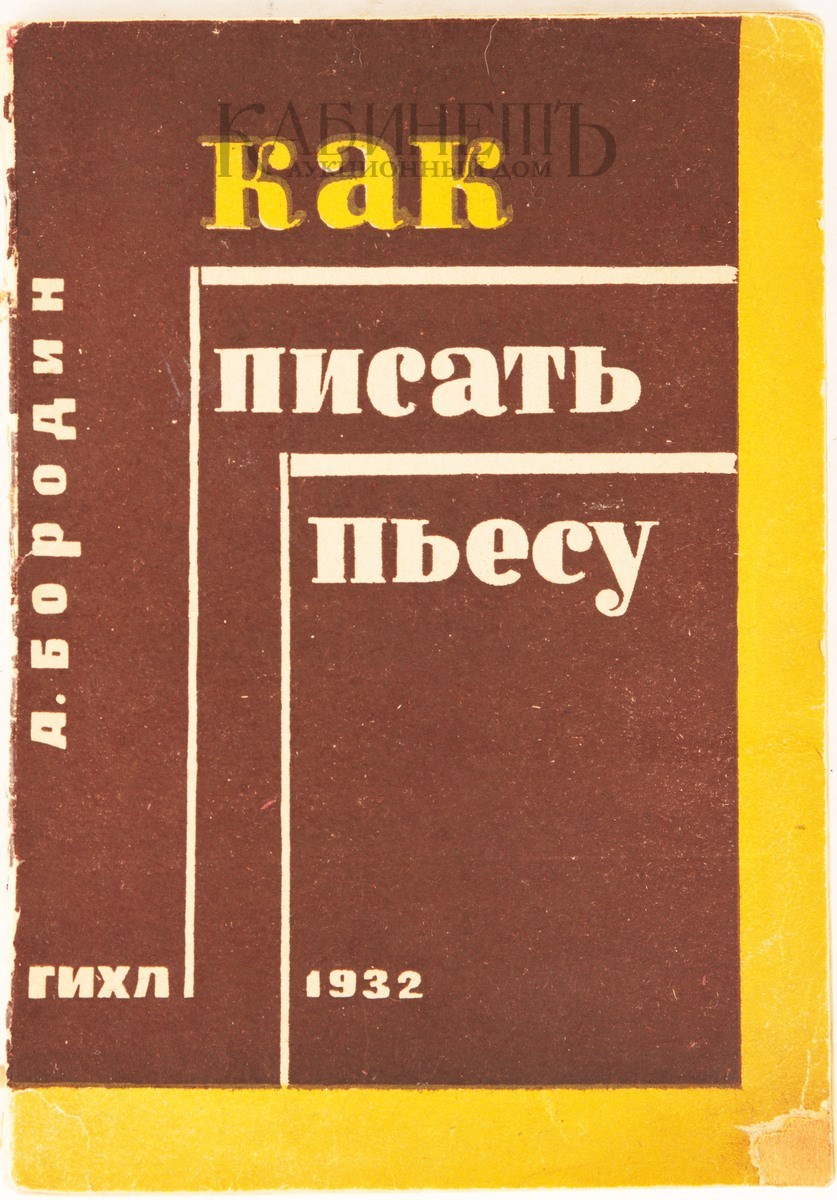 КАБИНЕТЪ
АУКЦИОННЫЙ ДОМ
как
писать
пьесу
А. БОРОДИН
ГИХЛ
1932